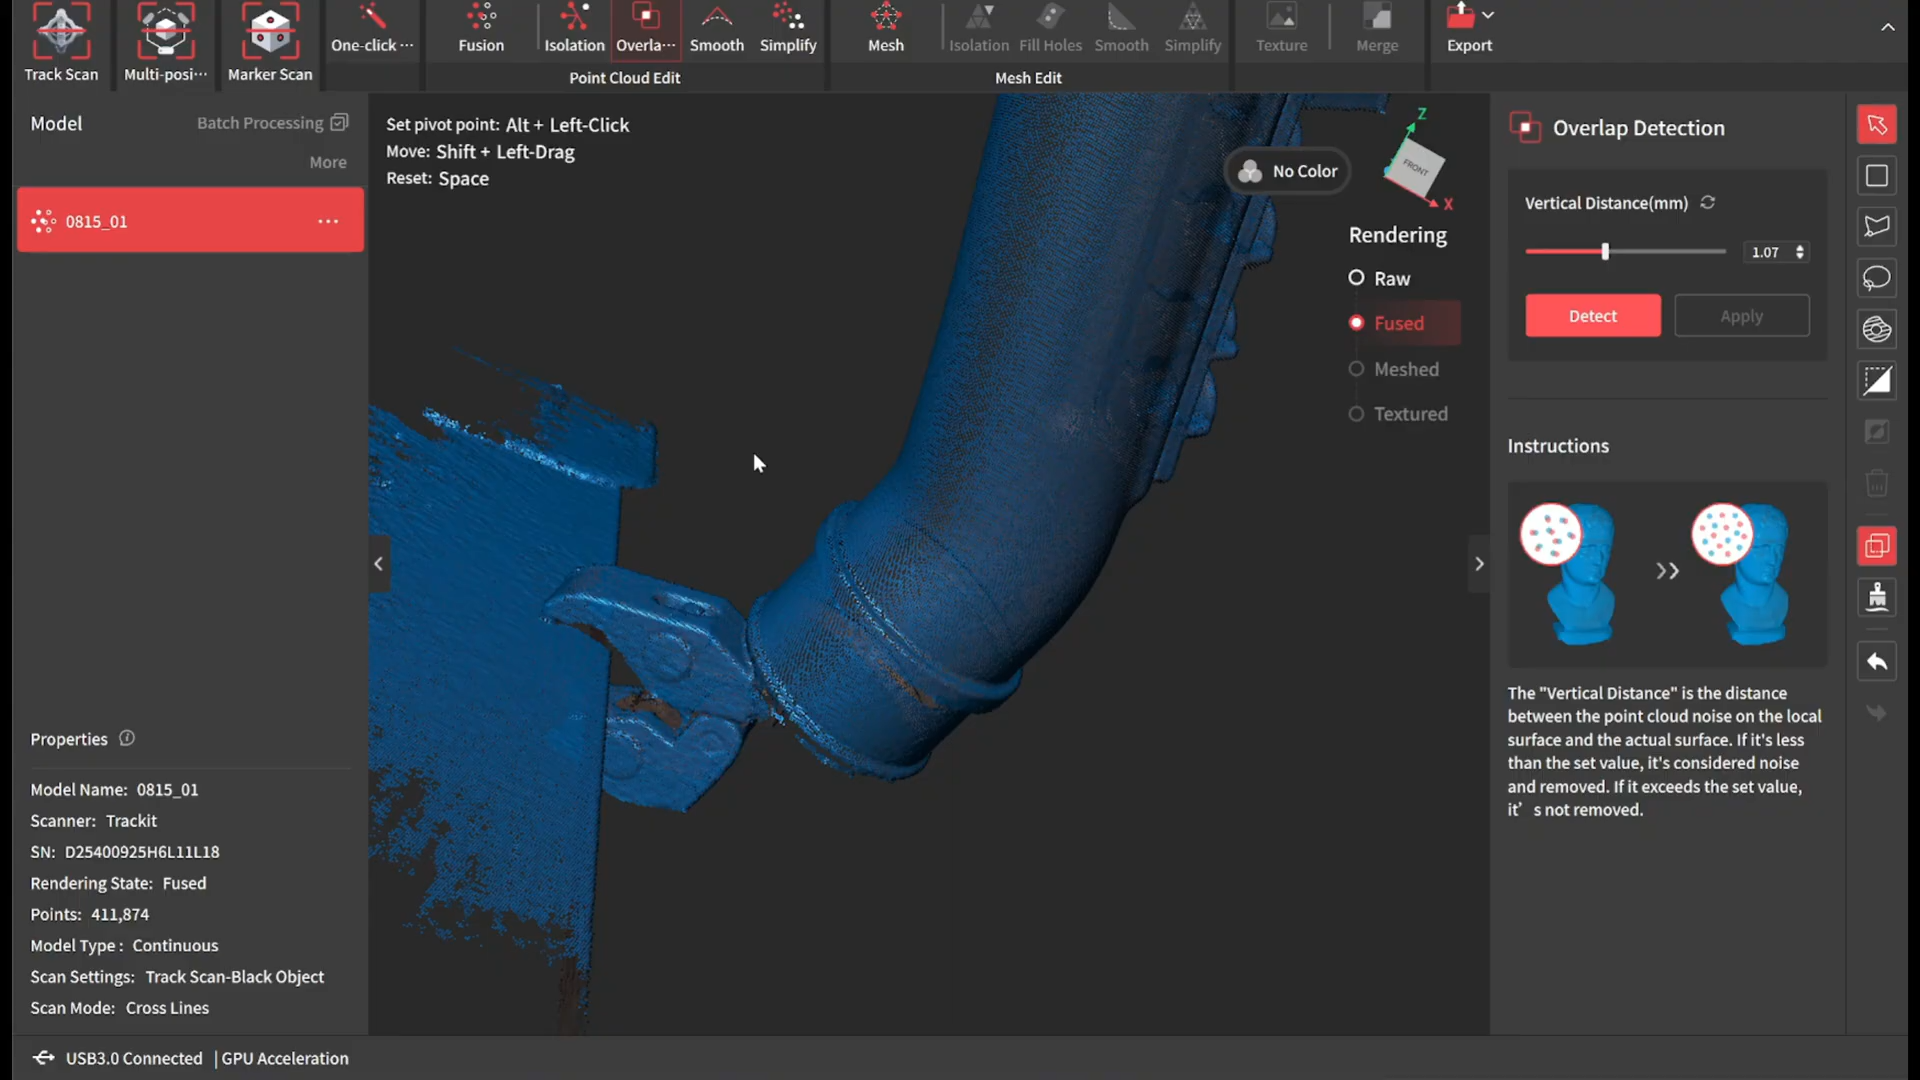 Track Scan
Multi-posi···
Marker Scan
One-click ···
Fusion
Isolation
Overla···
Smooth
Simplify
Point Cloud Edit
Mesh
Isolation
Fill Holes
Smooth
Simplify
Mesh Edit
Texture
Merge
Export
Model
Batch Processing
More
0815_01
Set pivot point: Alt + Left-Click
Move: Shift + Left-Drag
Reset: Space
No Color
Z
FRONT
X
Rendering
Raw
Fused
Meshed
Textured
Overlap Detection
Vertical Distance(mm)
1.07
Detect
Apply
Instructions
The "Vertical Distance" is the distance
between the point cloud noise on the local
surface and the actual surface. If it's less
than the set value, it's considered noise
and removed. If it exceeds the set value,
it’ s not removed.
Properties
Model Name: 0815_01
Scanner: Trackit
SN: D25400925H6L11L18
Rendering State: Fused
Points: 411,874
Model Type : Continuous
Scan Settings: Track Scan-Black Object
Scan Mode: Cross Lines
USB3.0 Connected | GPU Acceleration